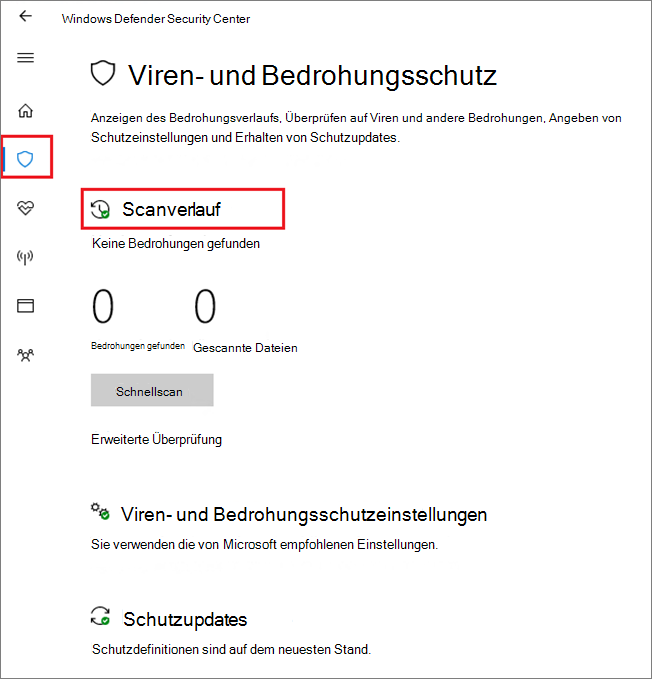 Windows Defender Security Center
Viren- und Bedrohungsschutz
Anzeigen des Bedrohungsverlaufs, Überprüfen auf Viren und andere Bedrohungen, Angeben von
Schutzeinstellungen und Erhalten von Schutzupdates.
Scanverlauf
Keine Bedrohungen gefunden
0 0
Bedrohungen gefunden Gescannte Dateien
Schnellscan
Erweiterte Überprüfung
Viren- und Bedrohungsschutzeinstellungen
Sie verwenden die von Microsoft empfohlenen Einstellungen.
Schutzupdates
Schutzdefinitionen sind auf dem neuesten Stand.